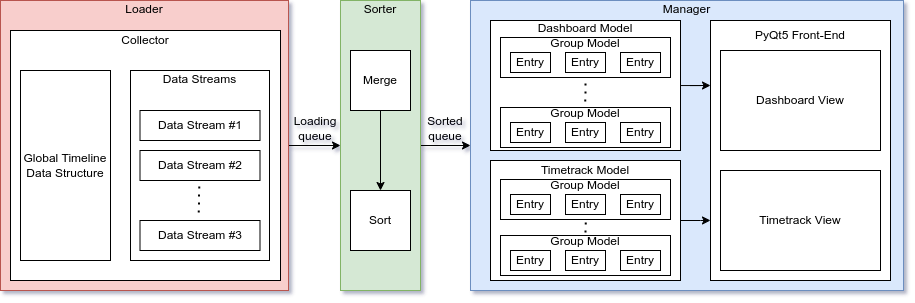 Loader
Collector
Global Timeline
Data Structure
Data Streams
Data Stream #1
Data Stream #2
Data Stream #3
Loading
queue
Sorter
Merge
Sort
Sorted
queue
Manager
Dashboard Model
Group Model
Entry Entry Entry
Group Model
Entry Entry Entry
Timetrack Model
Group Model
Entry Entry Entry
Group Model
Entry Entry Entry
PyQt5 Front-End
Dashboard View
Timetrack View